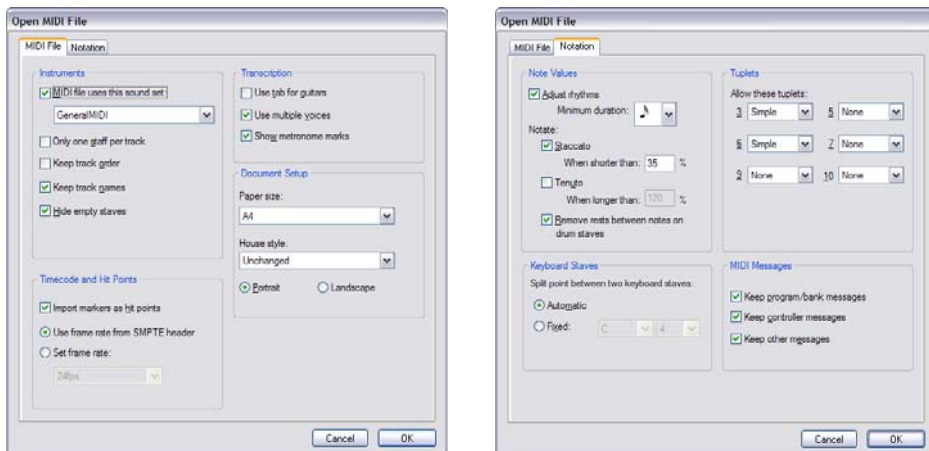 Open MIDI File
MIDI File Notation
Instruments
MIDI file uses this sound set:
GeneralMIDI
Only one staff per track
Keep track order
Keep track names
Hide empty staves
Timecode and Hit Points
Import markers as hit points
Use frame rate from SMPTE header
Set frame rate:
24fps
Transcription
Use tab for guitars
Use multiple voices
Show metronome marks
Document Setup
Paper size:
A4
House style:
Unchanged
Portrait Landscape
Cancel OK
Open MIDI File
MIDI File Notation
Note Values
Adjust rhythms
Minimum duration:
Notate:
Staccato
When shorter than: 35 %
Tenuto
When longer than: 120 %
Remove rests between notes on
drum staves
Keyboard Staves
Split point between two keyboard staves:
Automatic
Fixed: C 4
Tuplets
Allow these tuplets:
3 Simple 5 None
6 Simple 7 None
9 None 10 None
MIDI Messages
Keep program/bank messages
Keep controller messages
Keep other messages
Cancel OK